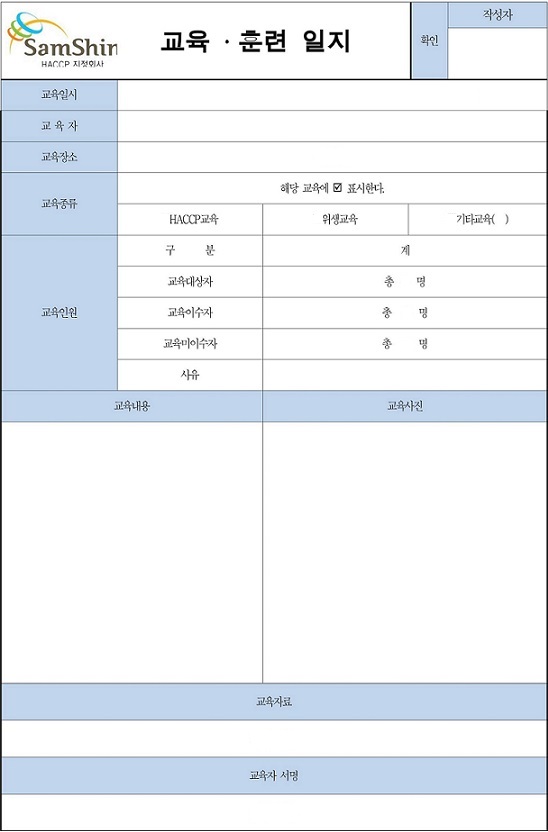 SamShin
HACCP 지정회사
교육 · 훈련 일지
확인
작성자
교육일시
교 육 자
교육장소
교육종류
해당 교육에 ☑ 표시한다.
HACCP교육 위생교육 기타교육( )
교육인원
구 분 계
교육대상자 총 명
교육이수자 총 명
교육미이수자 총 명
사유
교육내용 교육사진
교육자료
교육자 서명